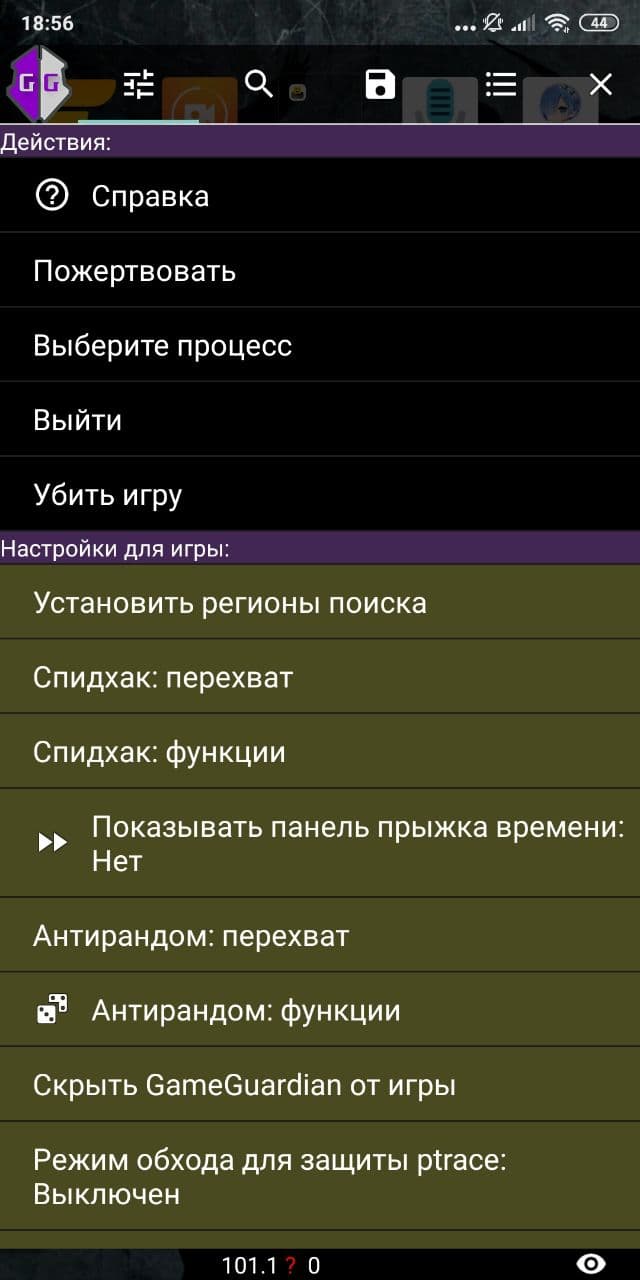 18:56
44
GG
Действия:
Справка
Пожертвовать
Выберите процесс
Выйти
Убить игру
Настройки для игры:
Установить регионы поиска
Спидхак: перехват
Спидхак: функции
Показывать панель прыжка времени:
Нет
Антирандом: перехват
Антирандом: функции
Скрыть GameGuardian от игры
Режим обхода для защиты ptrace:
Выключен
101.1 ? 0